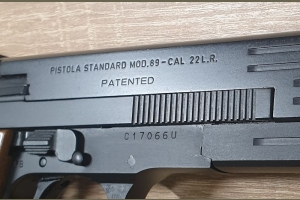 PISTOLA STANDARD MOD.89-CAL 22L.R.
PATENTED
C17066U